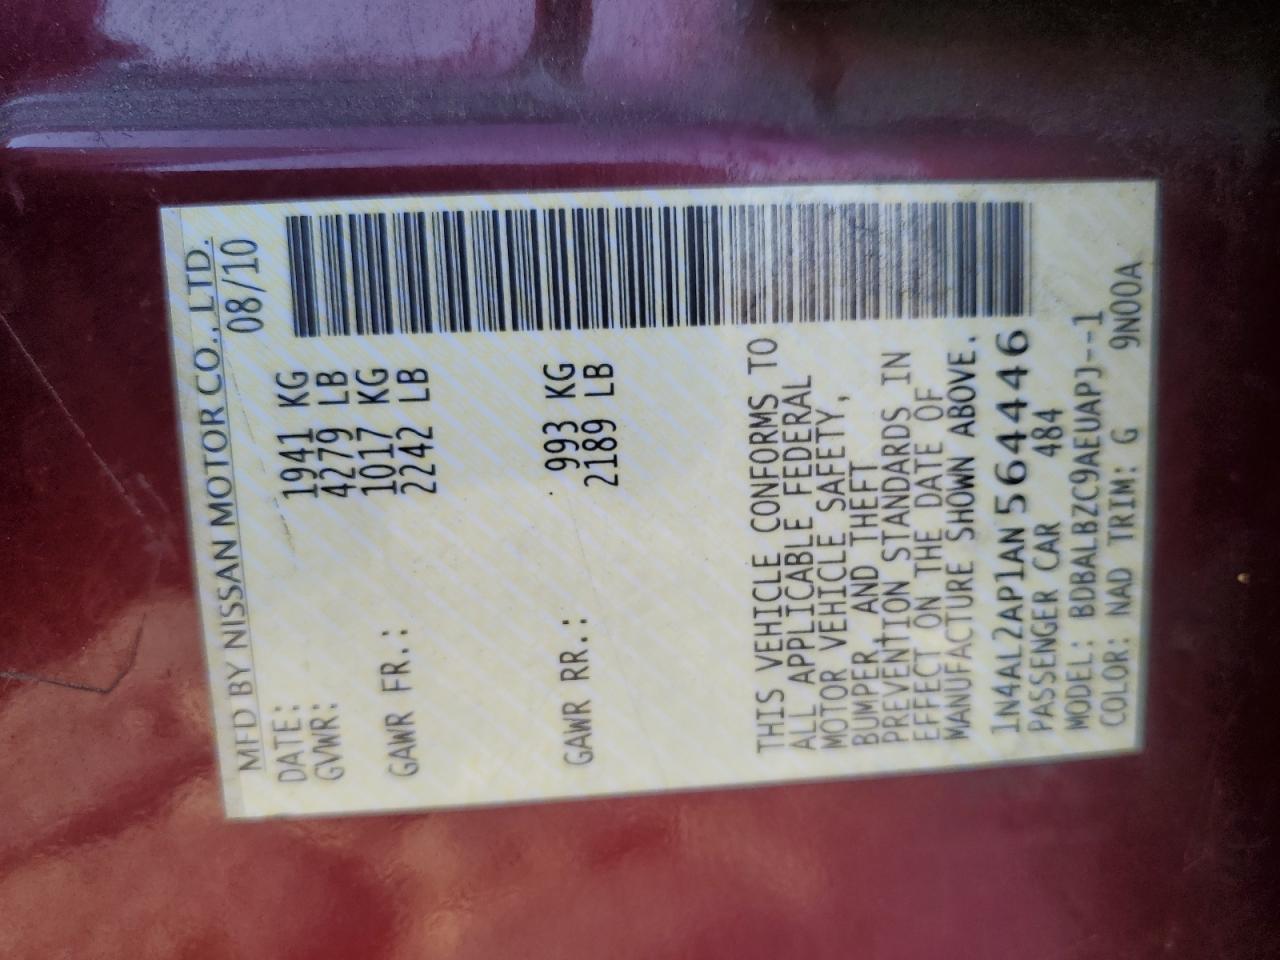 MFD BY NISSAN MOTOR CO., LTD.
DATE: 08/10
GVWR: 1941 KG
4279 LB
GAWR FR.: 1017 KG
2242 LB
GAWR RR.: 993 KG
2189 LB
THIS VEHICLE CONFORMS TO
ALL APPLICABLE FEDERAL
MOTOR VEHICLE SAFETY,
BUMPER, AND THEFT
PREVENTION STANDARDS IN
EFFECT ON THE DATE OF
MANUFACTURE SHOWN ABOVE.
1N4AL2AP1AN564446
PASSENGER CAR 484
MODEL: BDBALBZC9AEUAPJ--1
COLOR: NAD TRIM: G 9N00A